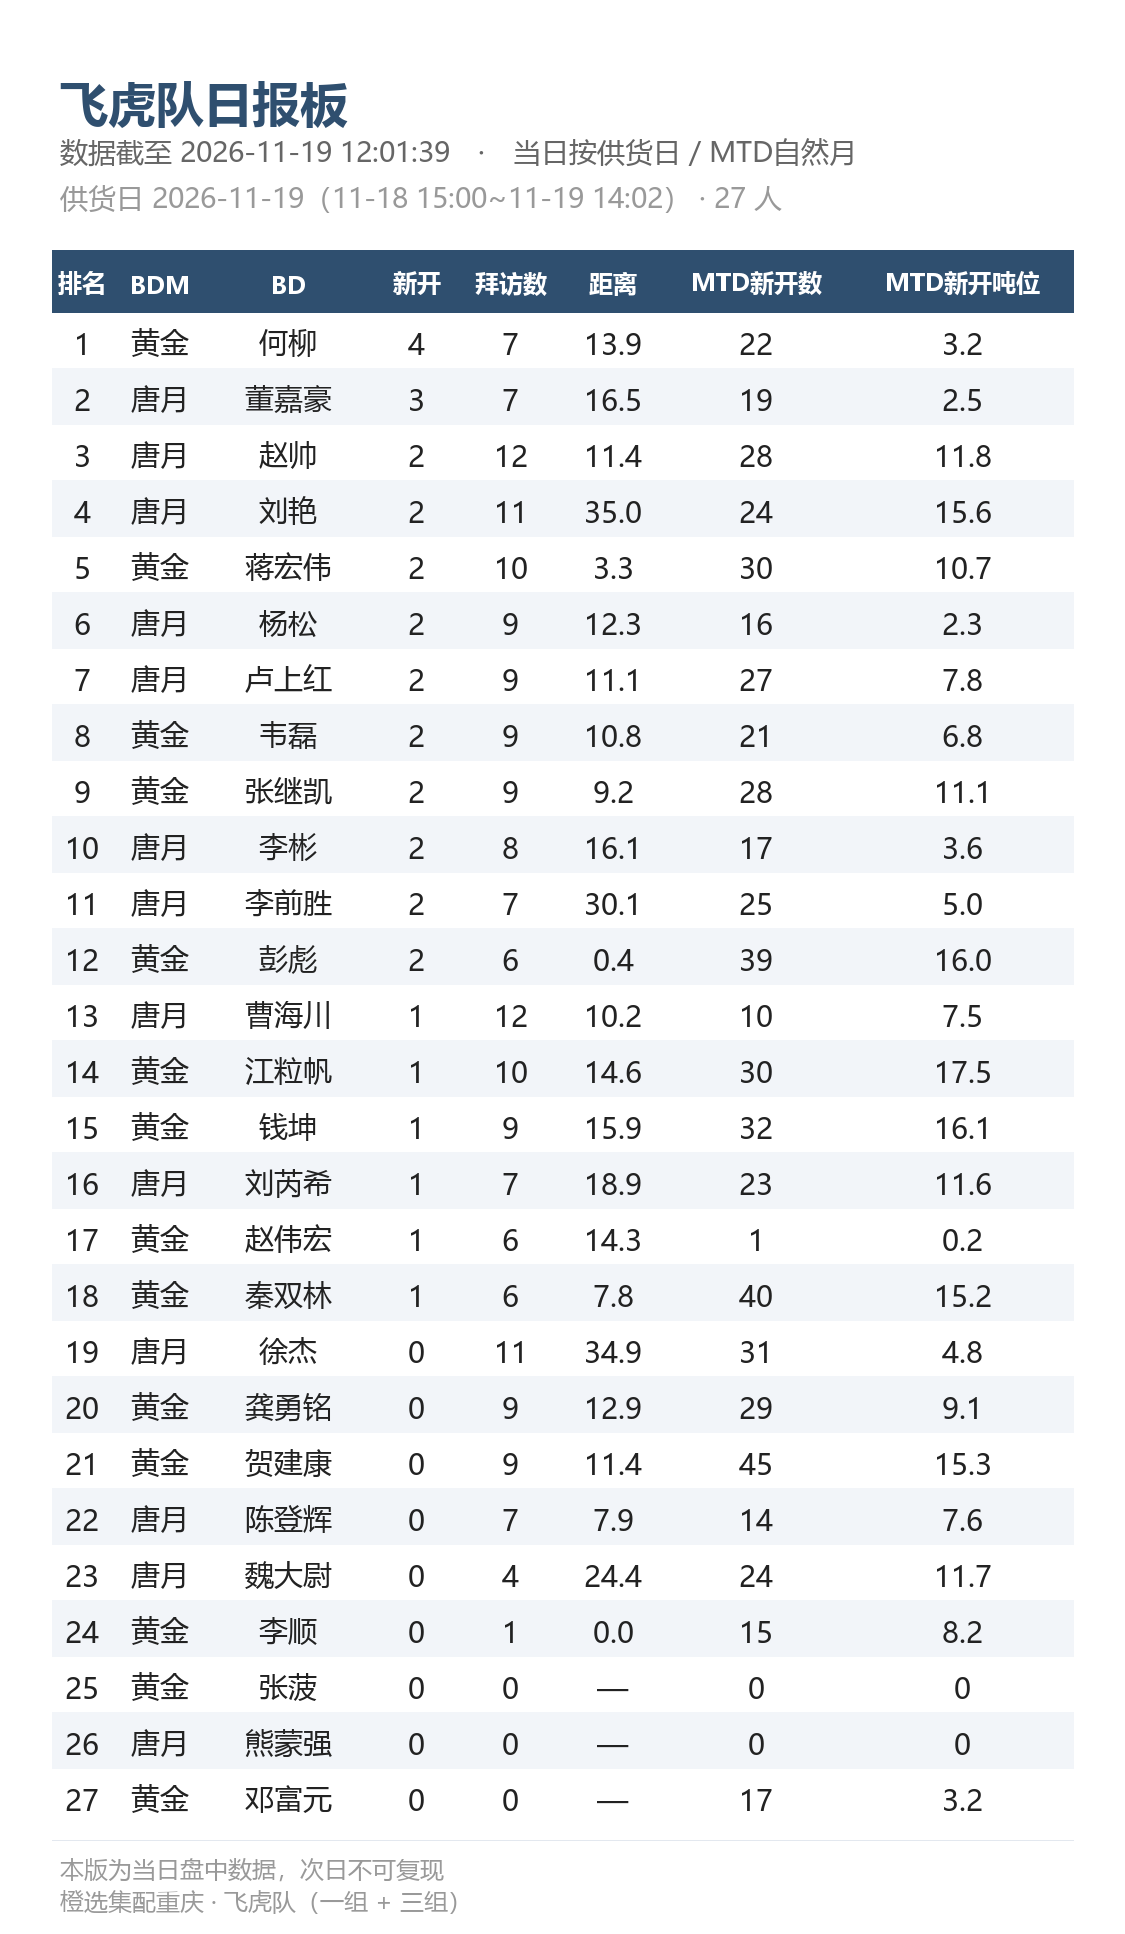 飞虎队日报板
数据截至 2026-11-19 12:01:39 · 当日按供货日 / MTD自然月
供货日 2026-11-19（11-18 15:00~11-19 14:02） · 27 人
排名 BDM BD 新开 拜访数 距离 MTD新开数 MTD新开吨位
1 黄金 何柳 4 7 13.9 22 3.2
2 唐月 董嘉豪 3 7 16.5 19 2.5
3 唐月 赵帅 2 12 11.4 28 11.8
4 唐月 刘艳 2 11 35.0 24 15.6
5 黄金 蒋宏伟 2 10 3.3 30 10.7
6 唐月 杨松 2 9 12.3 16 2.3
7 唐月 卢上红 2 9 11.1 27 7.8
8 黄金 韦磊 2 9 10.8 21 6.8
9 黄金 张继凯 2 9 9.2 28 11.1
10 唐月 李彬 2 8 16.1 17 3.6
11 唐月 李前胜 2 7 30.1 25 5.0
12 黄金 彭彪 2 6 0.4 39 16.0
13 唐月 曹海川 1 12 10.2 10 7.5
14 黄金 江粒帆 1 10 14.6 30 17.5
15 黄金 钱坤 1 9 15.9 32 16.1
16 唐月 刘芮希 1 7 18.9 23 11.6
17 黄金 赵伟宏 1 6 14.3 1 0.2
18 黄金 秦双林 1 6 7.8 40 15.2
19 唐月 徐杰 0 11 34.9 31 4.8
20 黄金 龚勇铭 0 9 12.9 29 9.1
21 黄金 贺建康 0 9 11.4 45 15.3
22 唐月 陈登辉 0 7 7.9 14 7.6
23 唐月 魏大尉 0 4 24.4 24 11.7
24 黄金 李顺 0 1 0.0 15 8.2
25 黄金 张菠 0 0 — 0 0
26 唐月 熊蒙强 0 0 — 0 0
27 黄金 邓富元 0 0 — 17 3.2
本版为当日盘中数据，次日不可复现
橙选集配重庆 · 飞虎队（一组 + 三组）